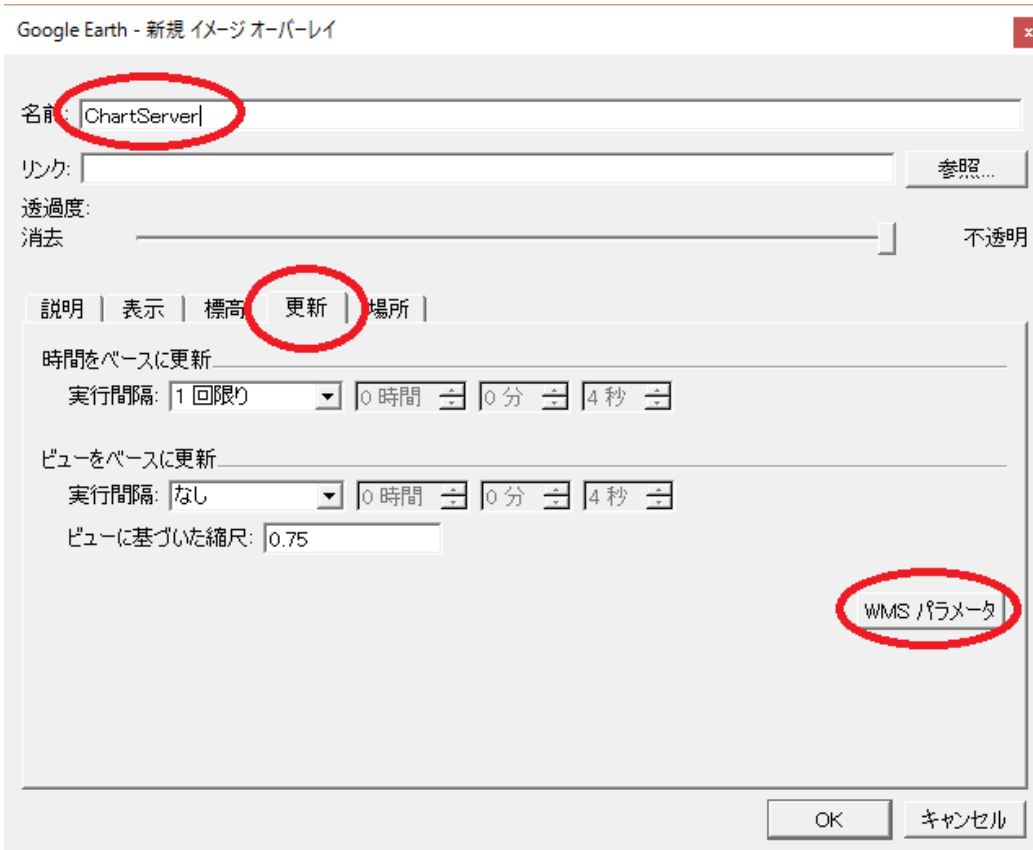 Google Earth - 新規 イメージ オーバーレイ
x
名前: ChartServer
リンク: 参照...
透過度:
消去 不透明
説明 表示 標高 更新 場所
時間をベースに更新
実行間隔: 1 回限り 0 時間 0 分 4 秒
ビューをベースに更新
実行間隔: なし 0 時間 0 分 4 秒
ビューに基づいた縮尺: 0.75
WMS パラメータ
OK キャンセル